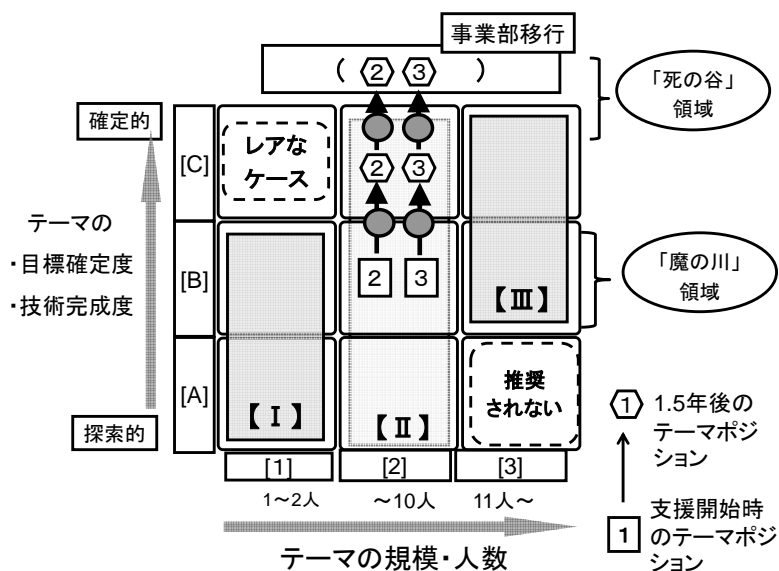 事業部移行
( 2 3 )
「死の谷」
領域
確定的
[C]
レアな
ケース
2 3
テーマの
・目標確定度
・技術完成度
[B]
2 3
【Ⅲ】
「魔の川」
領域
[A]
探索的
【Ⅰ】
【Ⅱ】
推奨
されない
[1] [2] [3]
1~2人 ~10人 11人~
テーマの規模・人数
1 1.5年後の
テーマポジ
ション
1 支援開始時
のテーマポジ
ション